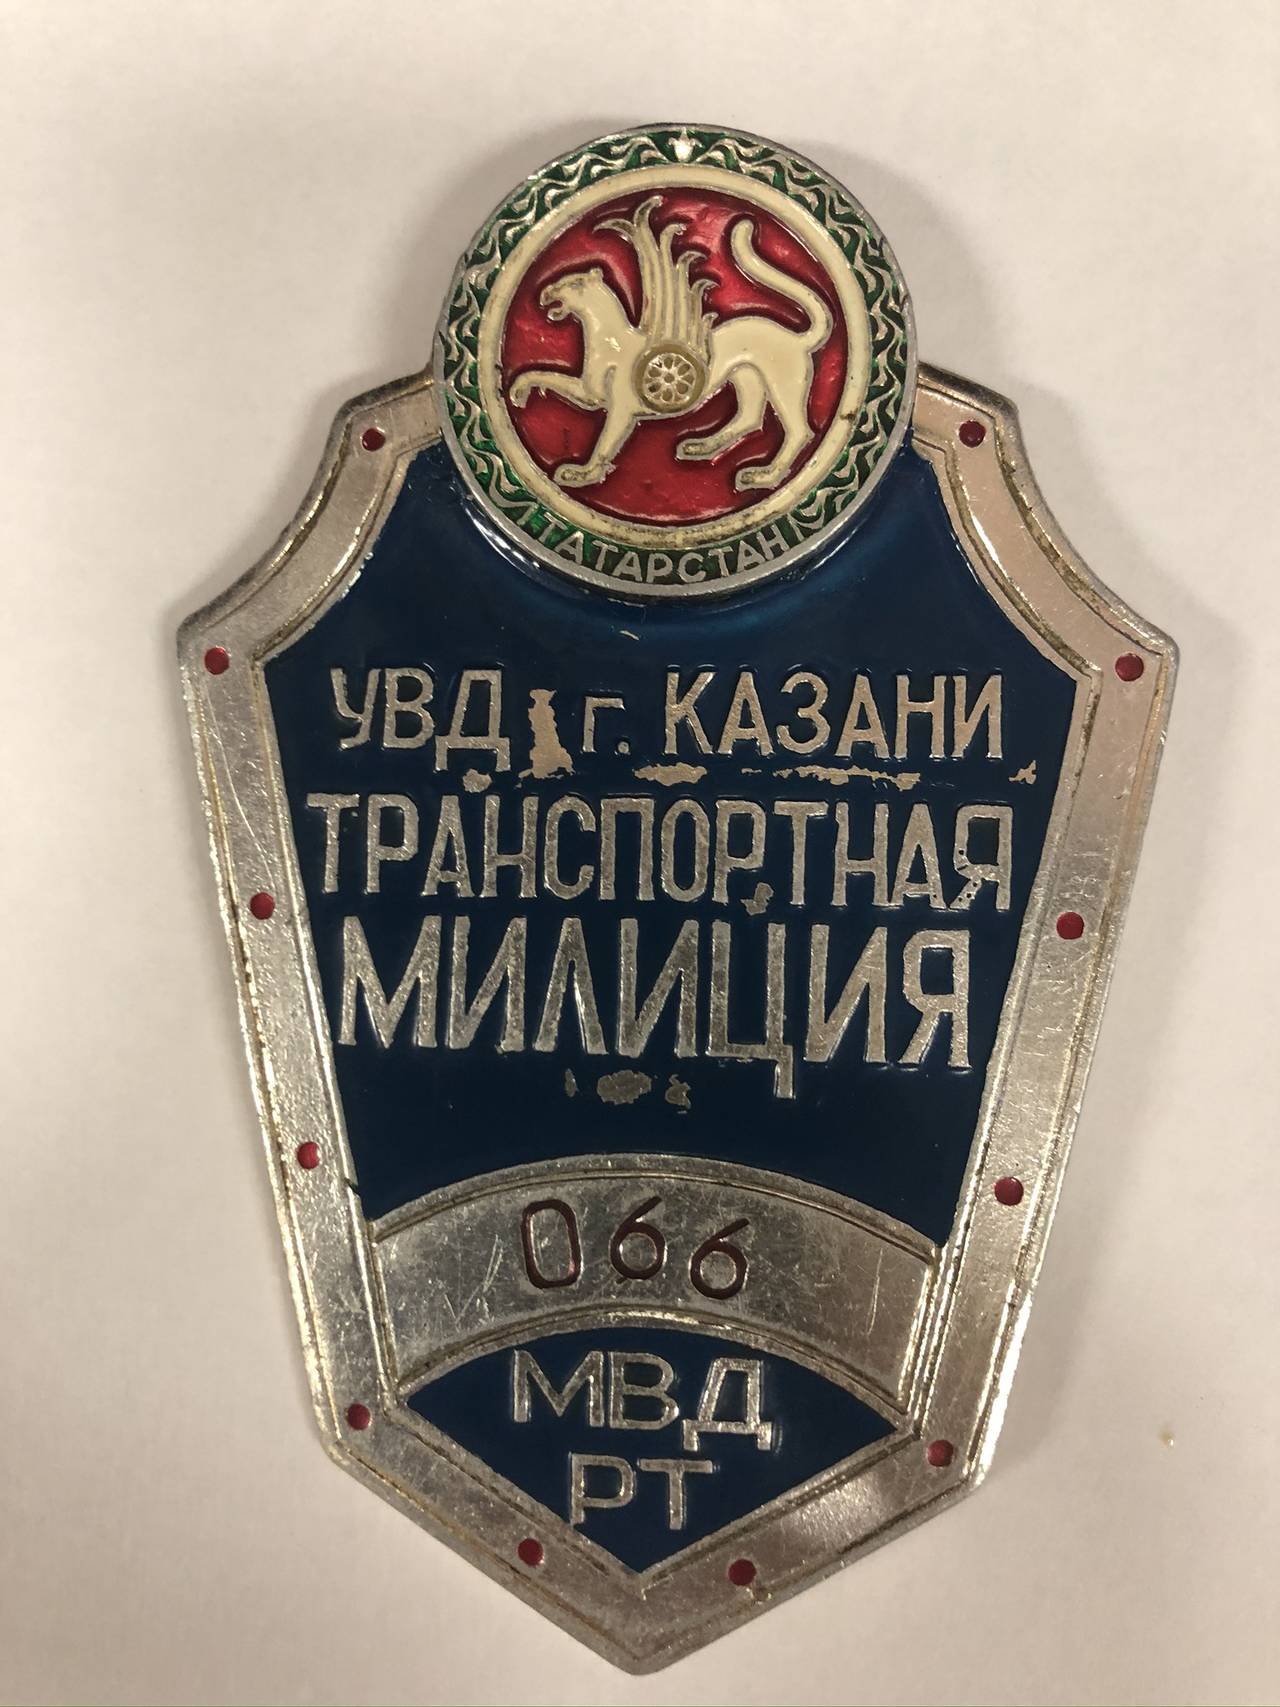 ТАТАРСТАН
УВД г. КАЗАНИ
ТРАНСПОРТНАЯ
МИЛИЦИЯ
066
МВД
РТ